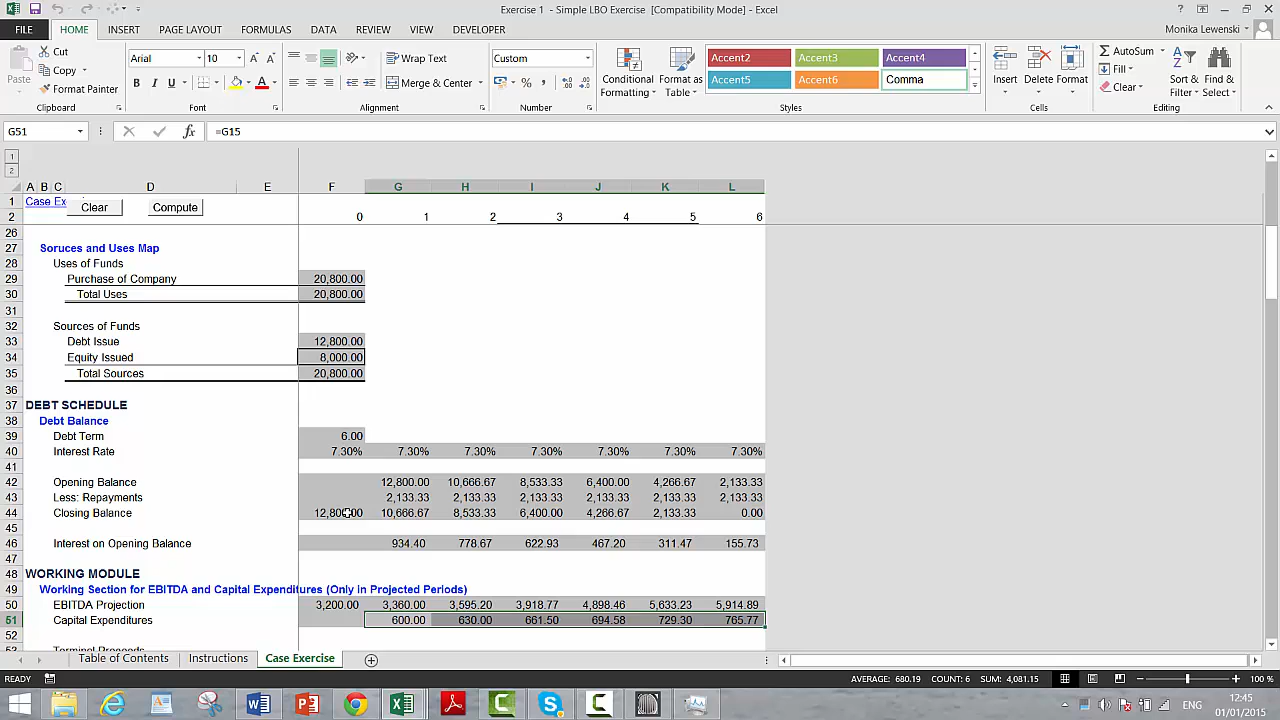 Exercise 1 - Simple LBO Exercise [Compatibility Mode] - Excel
FILE HOME INSERT PAGE LAYOUT FORMULAS DATA REVIEW VIEW DEVELOPER Monika Lewenski
Paste Cut Copy Format Painter Clipboard
Arial 10 B I U A Font
Wrap Text Merge & Center Alignment
Custom % , Number
Conditional Formatting Format as Table Accent2 Accent3 Accent4 Accent5 Accent6 Comma Styles
Insert Delete Format Cells
AutoSum Fill Clear Sort & Filter Find & Select Editing
G51 fx =G15
1
2
A B C D E F G H I J K L
1 Case Ex Clear Compute
2 0 1 2 3 4 5 6
26
27 Soruces and Uses Map
28 Uses of Funds
29 Purchase of Company 20,800.00
30 Total Uses 20,800.00
31
32 Sources of Funds
33 Debt Issue 12,800.00
34 Equity Issued 8,000.00
35 Total Sources 20,800.00
36
37 DEBT SCHEDULE
38 Debt Balance
39 Debt Term 6.00
40 Interest Rate 7.30% 7.30% 7.30% 7.30% 7.30% 7.30% 7.30%
41
42 Opening Balance 12,800.00 10,666.67 8,533.33 6,400.00 4,266.67 2,133.33
43 Less: Repayments 2,133.33 2,133.33 2,133.33 2,133.33 2,133.33 2,133.33
44 Closing Balance 12,800.00 10,666.67 8,533.33 6,400.00 4,266.67 2,133.33 0.00
45
46 Interest on Opening Balance 934.40 778.67 622.93 467.20 311.47 155.73
47
48 WORKING MODULE
49 Working Section for EBITDA and Capital Expenditures (Only in Projected Periods)
50 EBITDA Projection 3,200.00 3,360.00 3,595.20 3,918.77 4,898.46 5,633.23 5,914.89
51 Capital Expenditures 600.00 630.00 661.50 694.58 729.30 765.77
52
53 Terminal Proceeds
Table of Contents Instructions Case Exercise
READY AVERAGE: 680.19 COUNT: 6 SUM: 4,081.15 100 %
ENG 12:45
01/01/2015